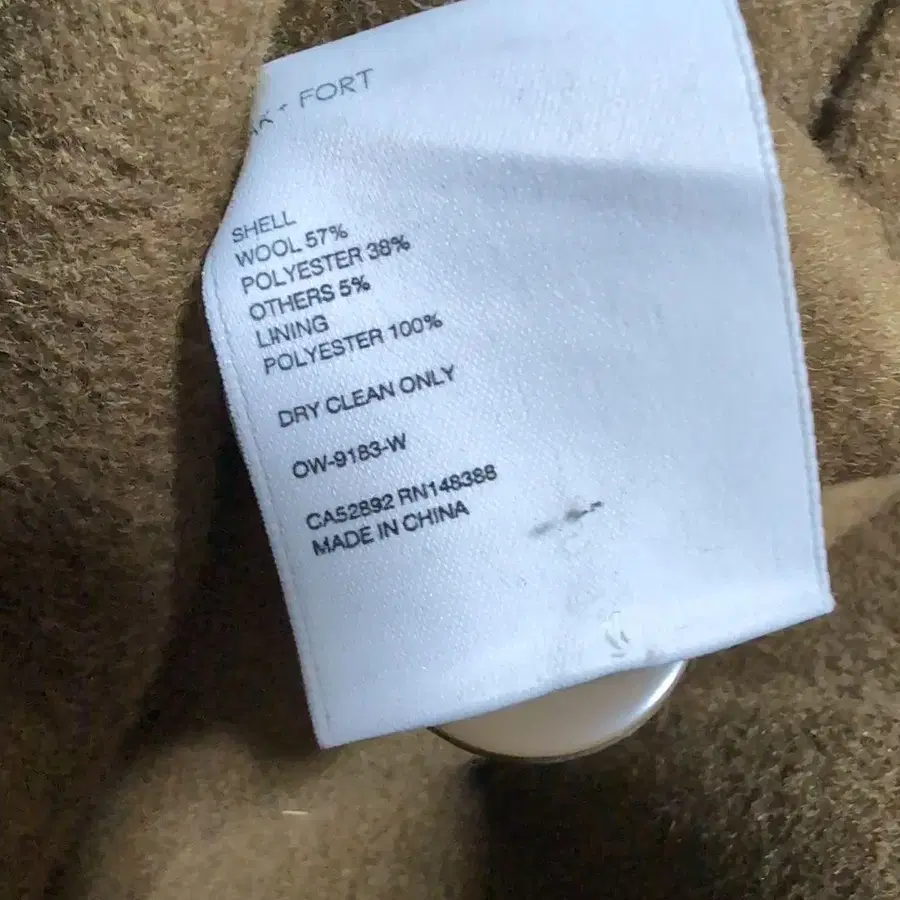 FORT
SHELL
WOOL 57%
POLYESTER 38%
OTHERS 5%
LINING
POLYESTER 100%
DRY CLEAN ONLY
OW-9183-W
CA52892 RN148388
MADE IN CHINA